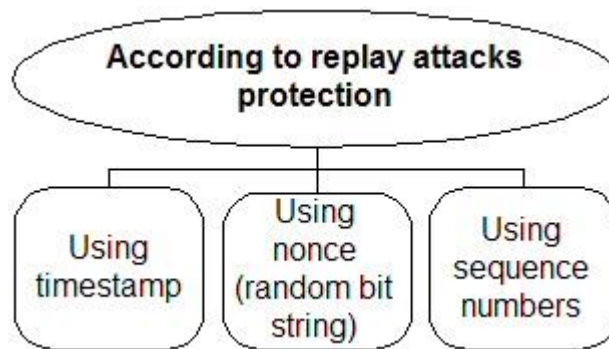 According to replay attacks
protection
Using
timestamp
Using
nonce
(random bit
string)
Using
sequence
numbers